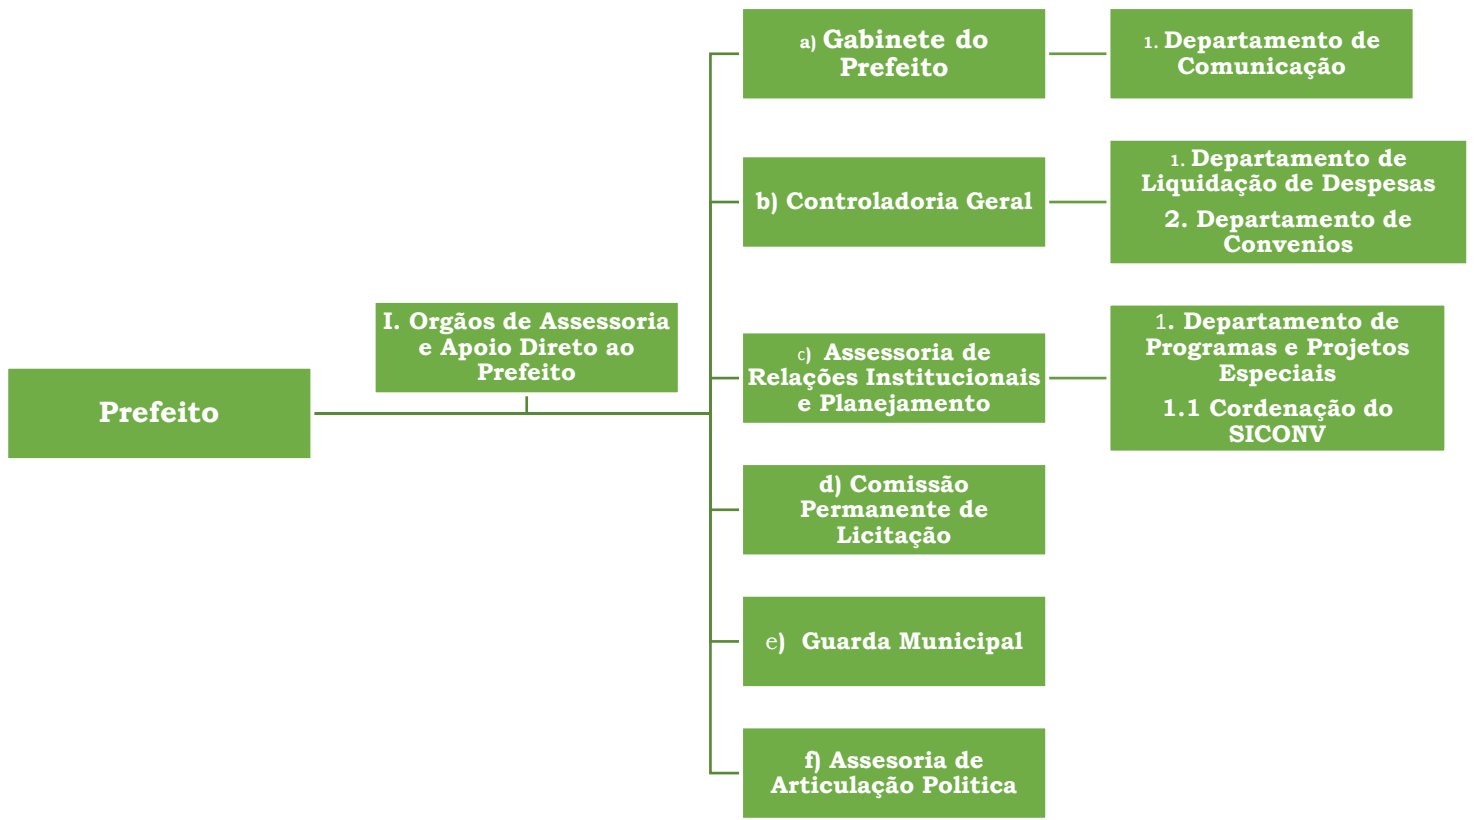 Prefeito
I. Orgãos de Assessoria
e Apoio Direto ao
Prefeito
a) Gabinete do
Prefeito
1. Departamento de
Comunicação
b) Controladoria Geral
1. Departamento de
Liquidação de Despesas
2. Departamento de
Convenios
c) Assessoria de
Relações Institucionais
e Planejamento
1. Departamento de
Programas e Projetos
Especiais
1.1 Cordenação do
SICONV
d) Comissão
Permanente de
Licitação
e) Guarda Municipal
f) Assesoria de
Articulação Politica